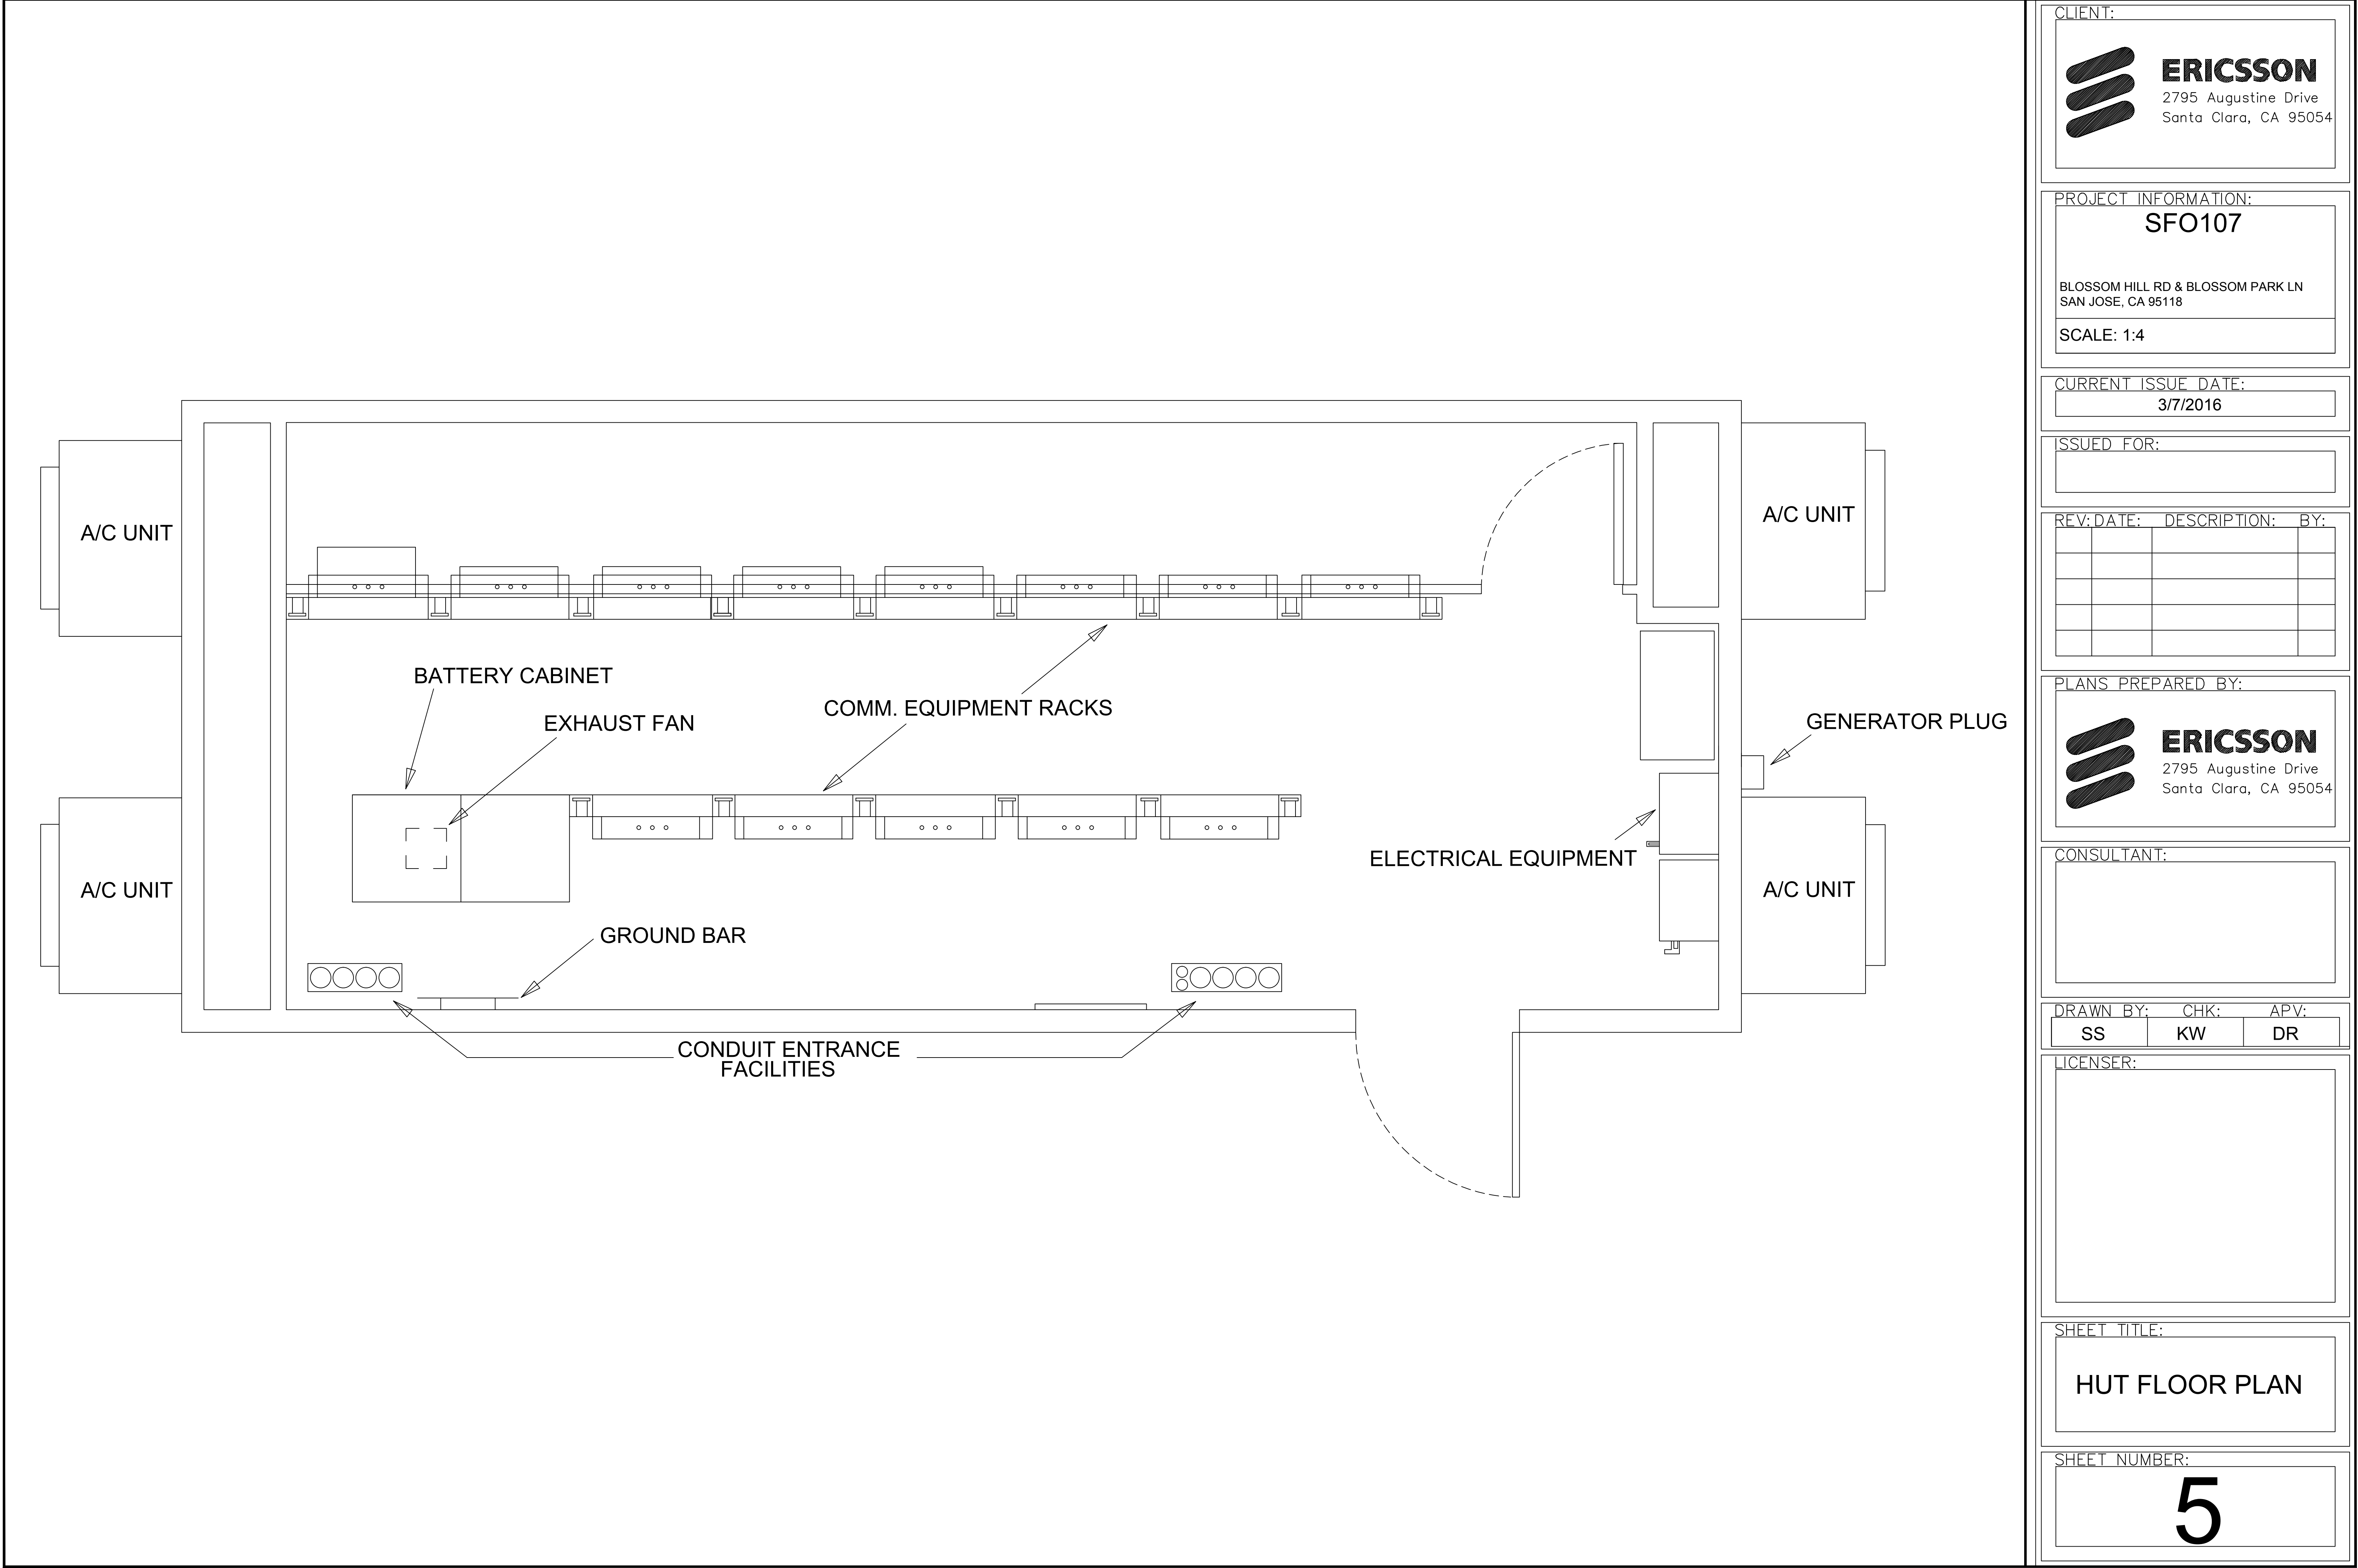 A/C UNIT
A/C UNIT
BATTERY CABINET
EXHAUST FAN
COMM. EQUIPMENT RACKS
GENERATOR PLUG
ELECTRICAL EQUIPMENT
A/C UNIT
A/C UNIT
GROUND BAR
CONDUIT ENTRANCE
FACILITIES
CLIENT:
ERICSSON
2795 Augustine Drive
Santa Clara, CA 95054
PROJECT INFORMATION:
SFO107
BLOSSOM HILL RD & BLOSSOM PARK LN
SAN JOSE, CA 95118
SCALE: 1:4
CURRENT ISSUE DATE:
3/7/2016
ISSUED FOR:
REV: DATE: DESCRIPTION: BY:
PLANS PREPARED BY:
ERICSSON
2795 Augustine Drive
Santa Clara, CA 95054
CONSULTANT:
DRAWN BY: CHK: APV:
SS KW DR
LICENSER:
SHEET TITLE:
HUT FLOOR PLAN
SHEET NUMBER:
5